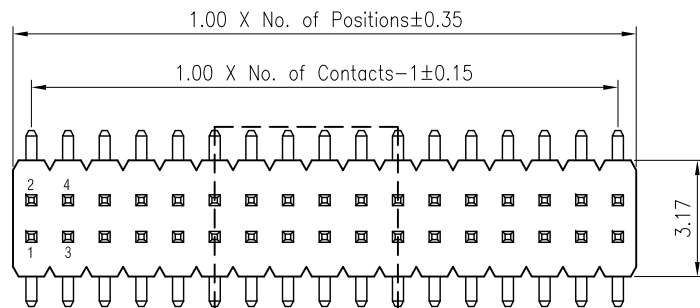 1.00 X No. of Positions±0.35
1.00 X No. of Contacts-1±0.15
2 4
1 3
3.17